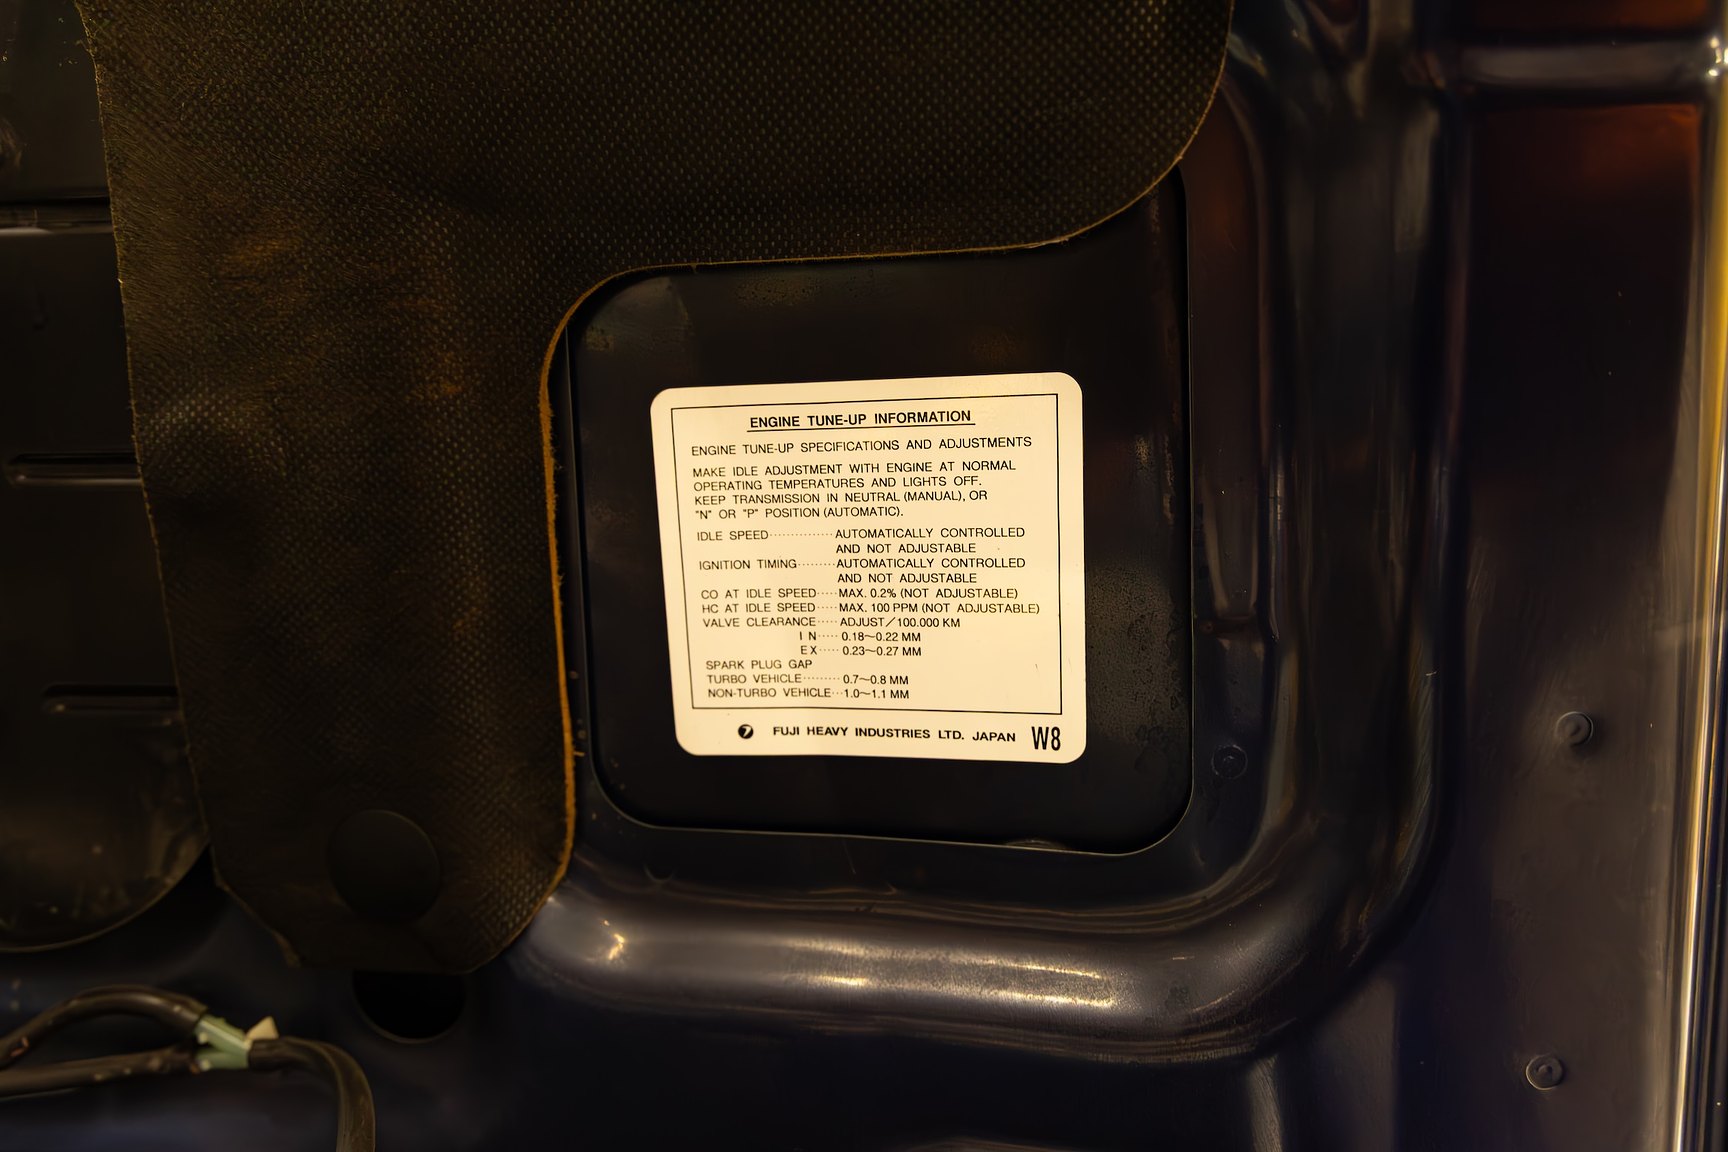 ENGINE TUNE-UP INFORMATION
ENGINE TUNE-UP SPECIFICATIONS AND ADJUSTMENTS
MAKE IDLE ADJUSTMENT WITH ENGINE AT NORMAL
OPERATING TEMPERATURES AND LIGHTS OFF.
KEEP TRANSMISSION IN NEUTRAL (MANUAL), OR
"N" OR "P" POSITION (AUTOMATIC).
IDLE SPEED·············AUTOMATICALLY CONTROLLED
AND NOT ADJUSTABLE
IGNITION TIMING········AUTOMATICALLY CONTROLLED
AND NOT ADJUSTABLE
CO AT IDLE SPEED·····MAX. 0.2% (NOT ADJUSTABLE)
HC AT IDLE SPEED·····MAX. 100 PPM (NOT ADJUSTABLE)
VALVE CLEARANCE·····ADJUST/100.000 KM
IN·····0.18~0.22 MM
EX·····0.23~0.27 MM
SPARK PLUG GAP
TURBO VEHICLE·········0.7~0.8 MM
NON-TURBO VEHICLE···1.0~1.1 MM
FUJI HEAVY INDUSTRIES LTD. JAPAN W8